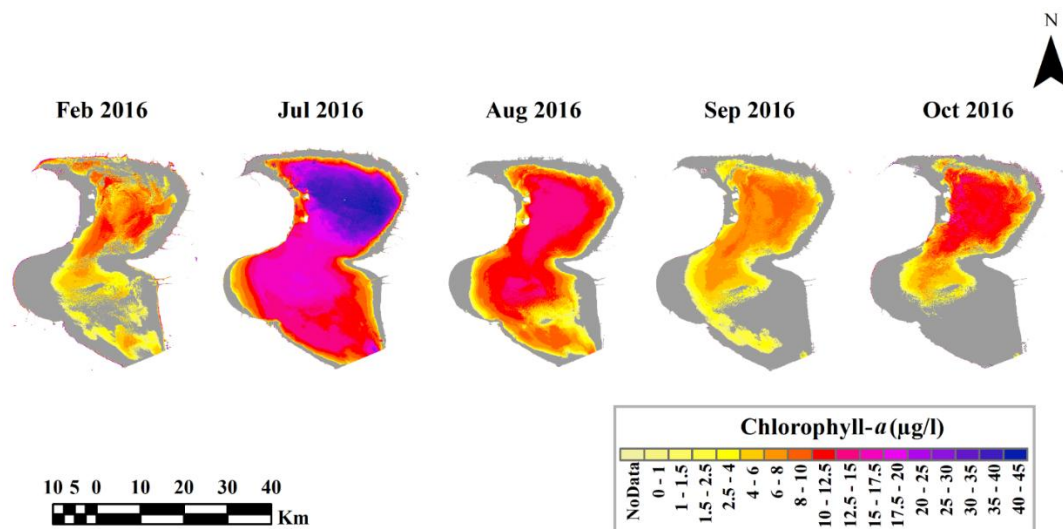 N
Feb 2016 Jul 2016 Aug 2016 Sep 2016 Oct 2016
Chlorophyll-a (µg/l)
NoData 0 - 1 1 - 1.5 1.5 - 2.5 2.5 - 4 4 - 6 6 - 8 8 - 10 10 - 12.5 12.5 - 15 15 - 17.5 17.5 - 20 20 - 25 25 - 30 30 - 35 35 - 40 40 - 45
10 5 0 10 20 30 40
Km